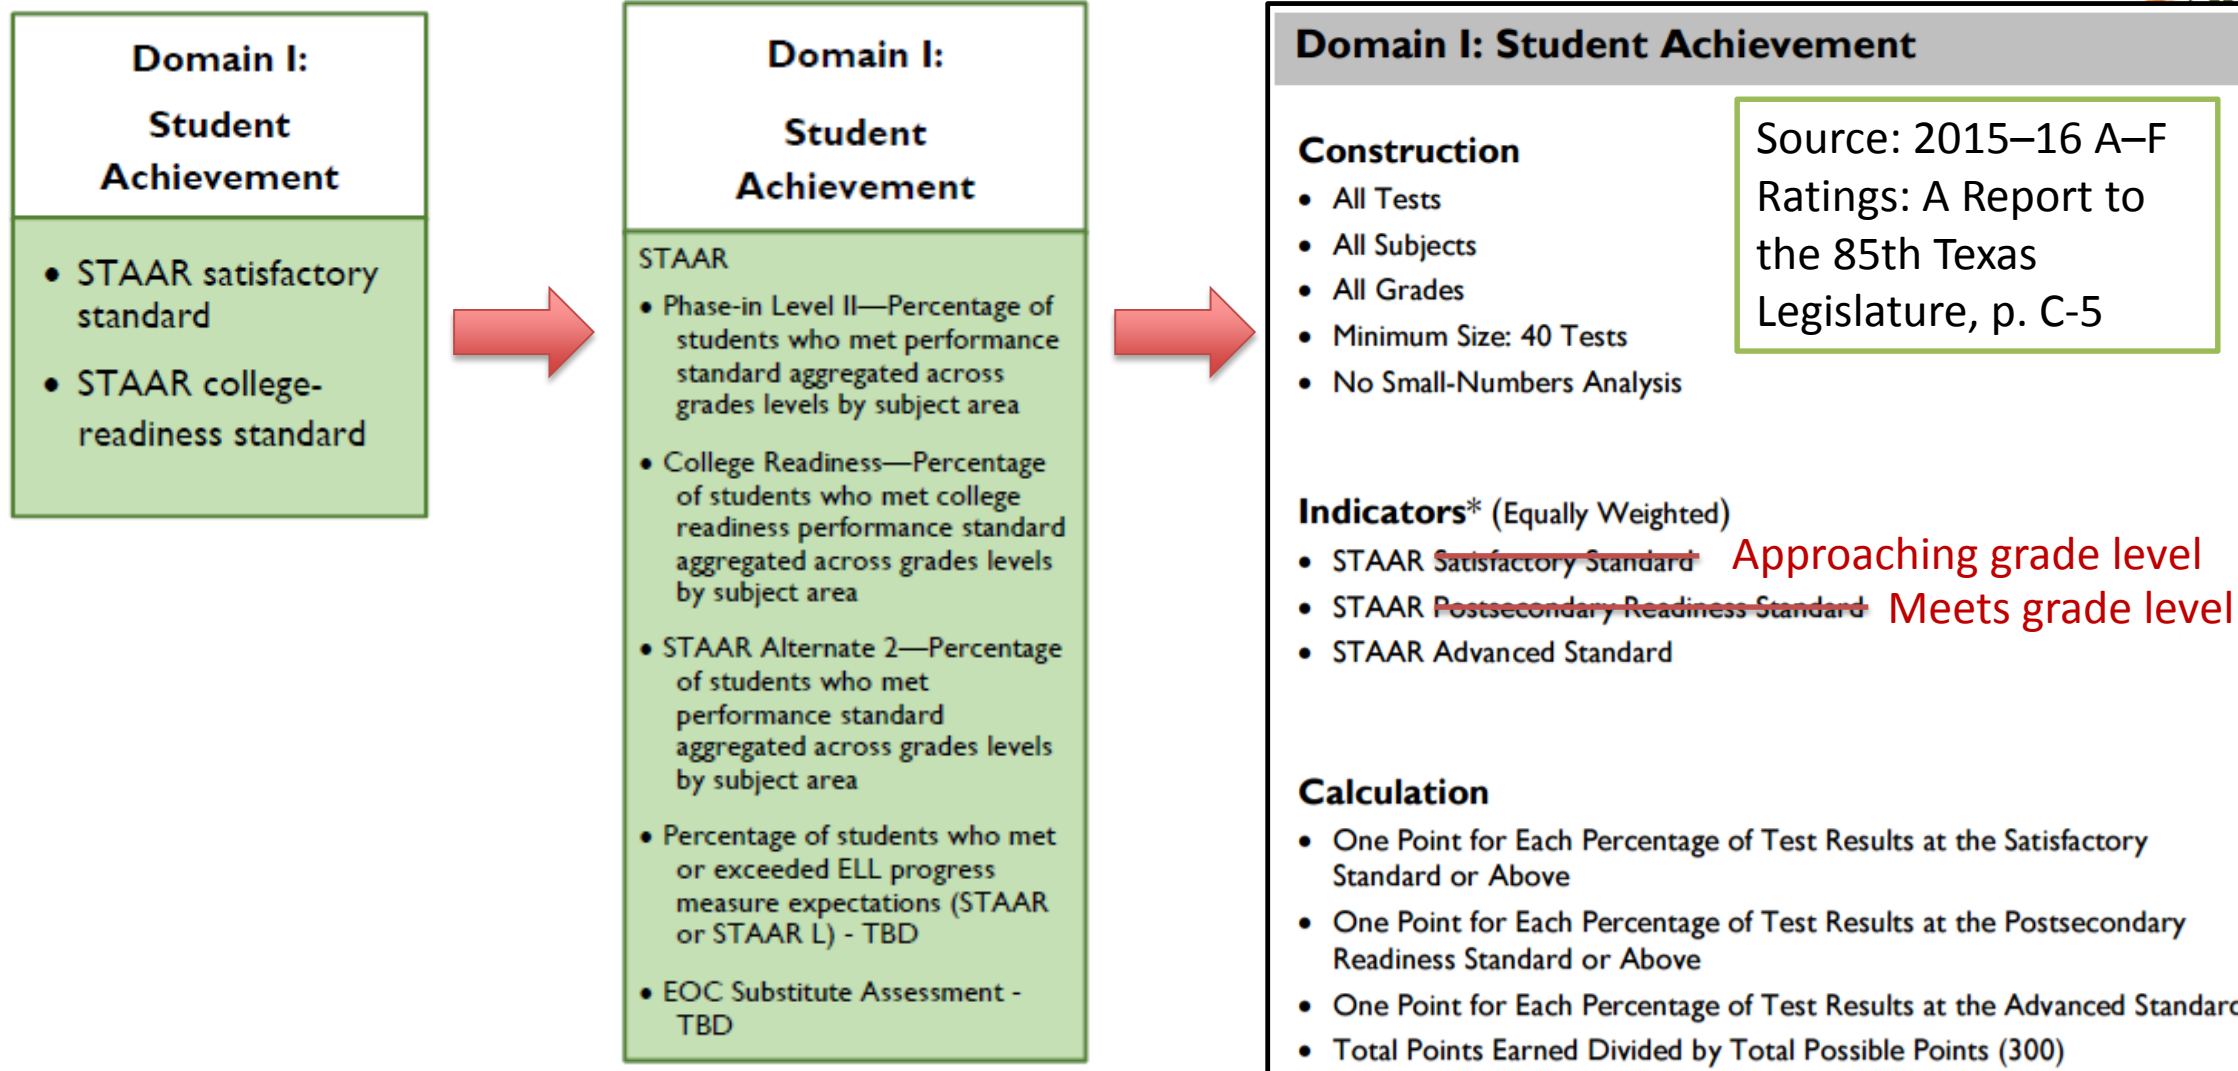 Domain I:
Student
Achievement
• STAAR satisfactory
standard
• STAAR college-
readiness standard
Domain I:
Student
Achievement
STAAR
• Phase-in Level II—Percentage of
students who met performance
standard aggregated across
grades levels by subject area
• College Readiness—Percentage
of students who met college
readiness performance standard
aggregated across grades levels
by subject area
• STAAR Alternate 2—Percentage
of students who met
performance standard
aggregated across grades levels
by subject area
• Percentage of students who met
or exceeded ELL progress
measure expectations (STAAR
or STAAR L) - TBD
• EOC Substitute Assessment -
TBD
Domain I: Student Achievement
Construction
• All Tests
• All Subjects
• All Grades
• Minimum Size: 40 Tests
• No Small-Numbers Analysis
Source: 2015–16 A–F
Ratings: A Report to
the 85th Texas
Legislature, p. C-5
Indicators* (Equally Weighted)
• STAAR Satisfactory Standard Approaching grade level
• STAAR Postsecondary Readiness Standard Meets grade level
• STAAR Advanced Standard
Calculation
• One Point for Each Percentage of Test Results at the Satisfactory
Standard or Above
• One Point for Each Percentage of Test Results at the Postsecondary
Readiness Standard or Above
• One Point for Each Percentage of Test Results at the Advanced Standard
• Total Points Earned Divided by Total Possible Points (300)